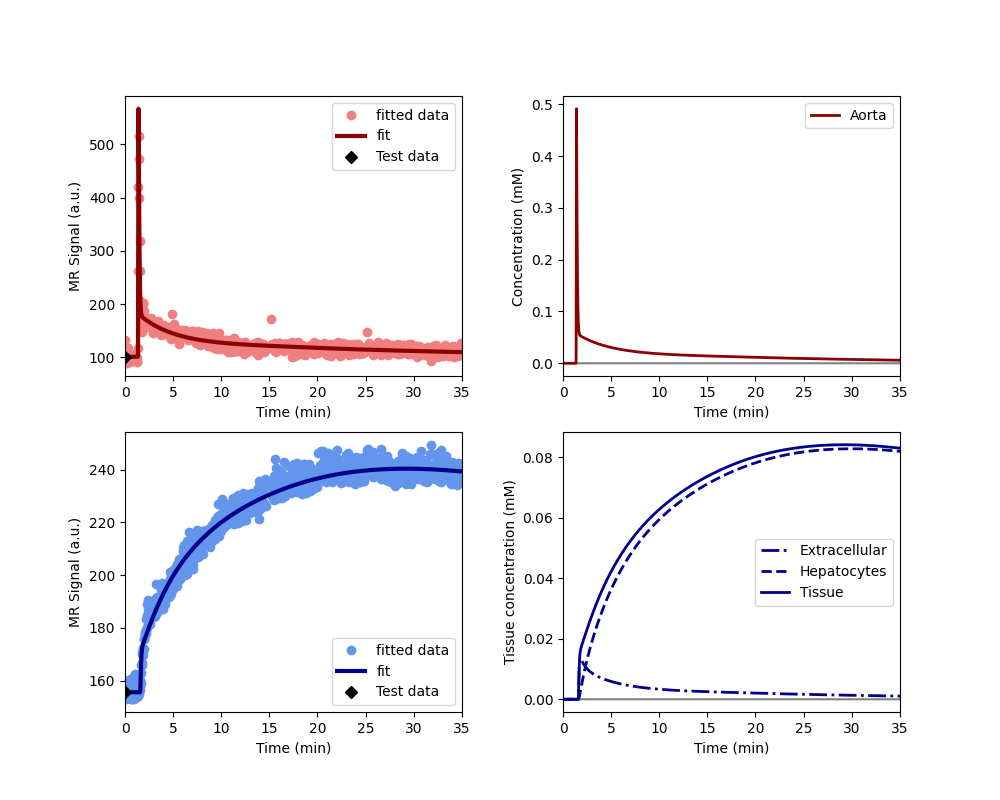 MR Signal (a.u.)
500
400
300
200
100
fitted data
fit
Test data
0 5 10 15 20 25 30 35
Time (min)
Concentration (mM)
0.5
0.4
0.3
0.2
0.1
0.0
Aorta
0 5 10 15 20 25 30 35
Time (min)
MR Signal (a.u.)
240
220
200
180
160
fitted data
fit
Test data
0 5 10 15 20 25 30 35
Time (min)
Tissue concentration (mM)
0.08
0.06
0.04
0.02
0.00
Extracellular
Hepatocytes
Tissue
0 5 10 15 20 25 30 35
Time (min)